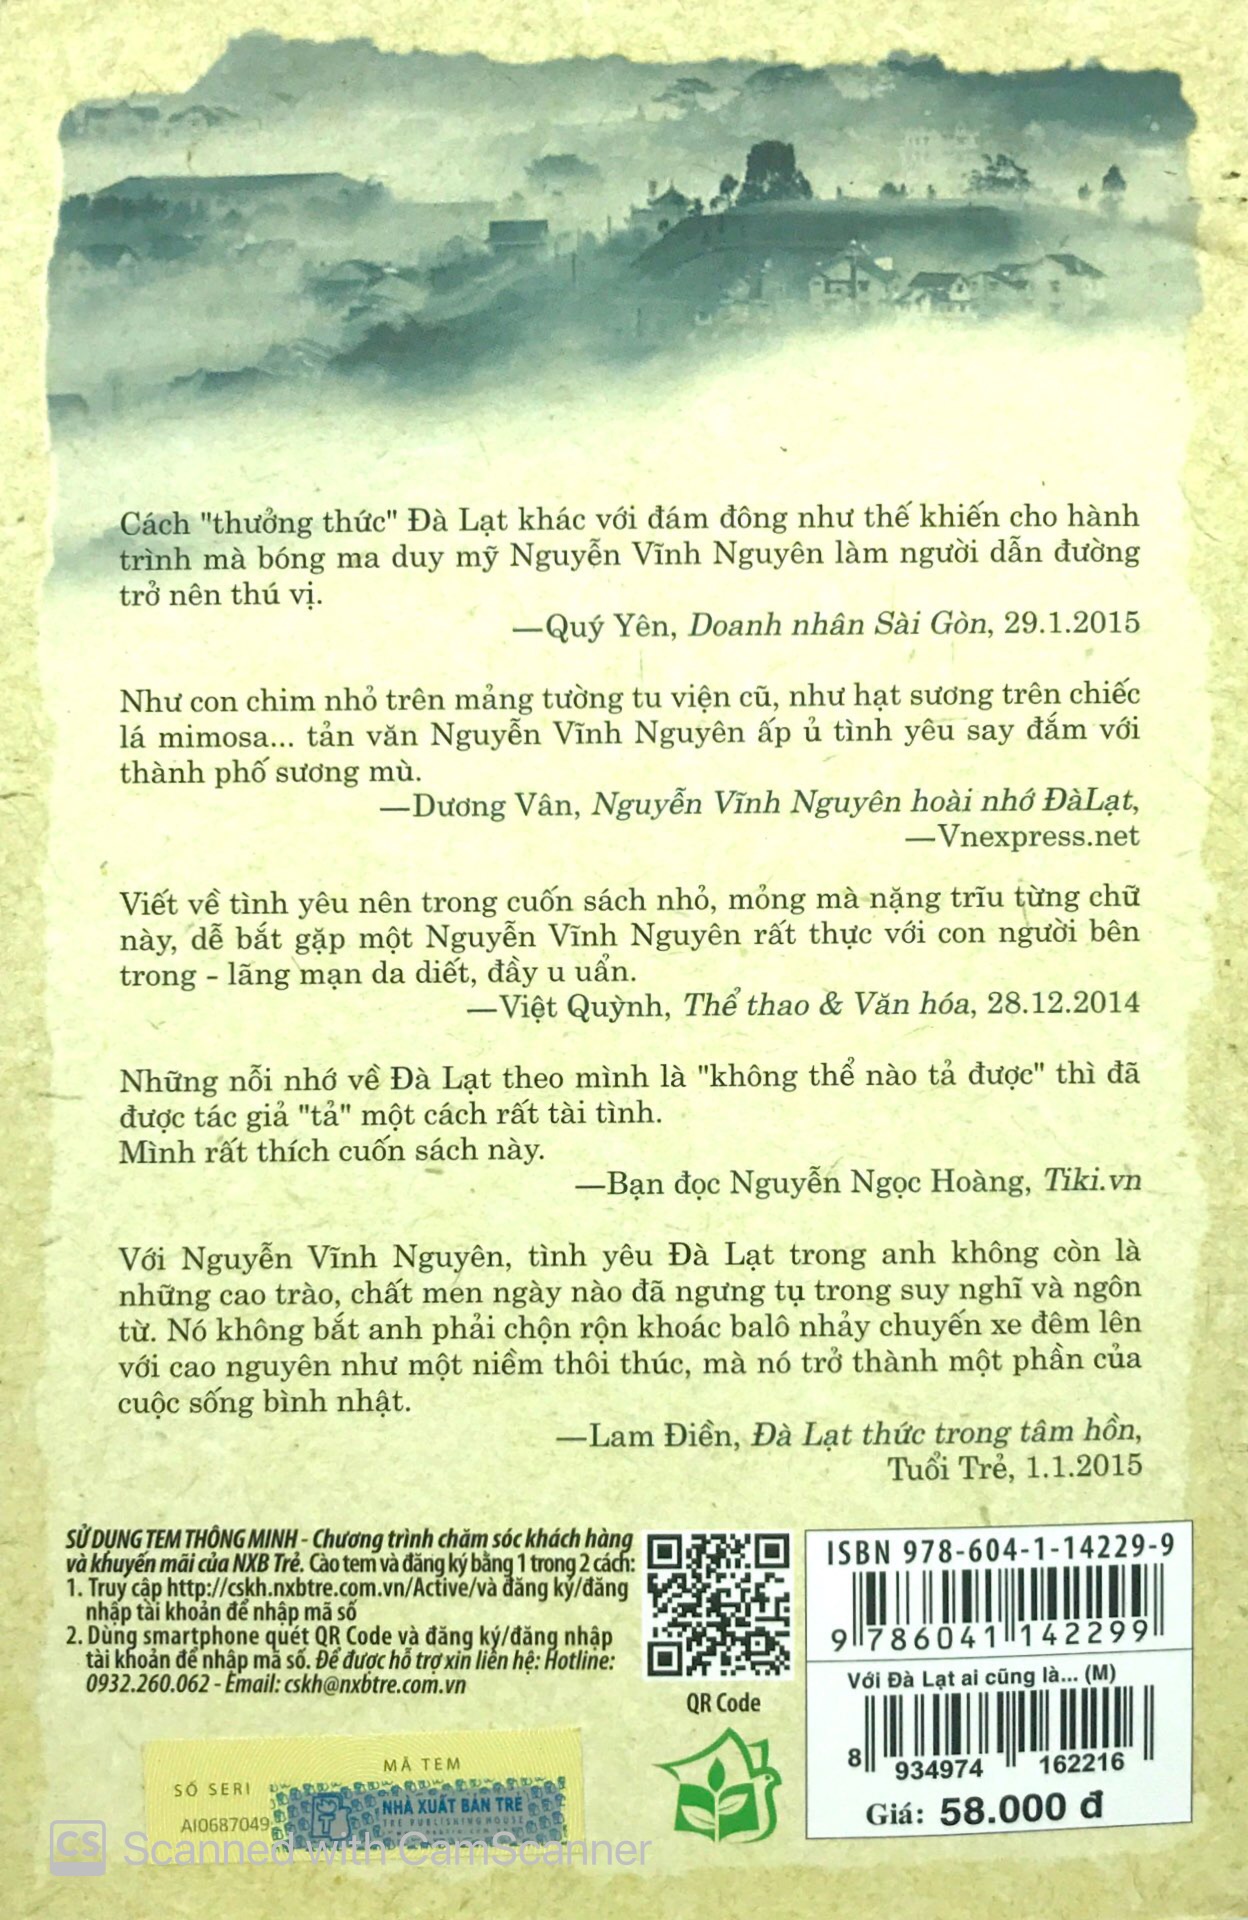 Cách "thưởng thức" Đà Lạt khác với đám đông như thế khiến cho hành
trình mà bóng ma duy mỹ Nguyễn Vĩnh Nguyên làm người dẫn đường
trở nên thú vị.
—Quý Yên, Doanh nhân Sài Gòn, 29.1.2015
Như con chim nhỏ trên mảng tường tu viện cũ, như hạt sương trên chiếc
lá mimosa... tản văn Nguyễn Vĩnh Nguyên ấp ủ tình yêu say đắm với
thành phố sương mù.
—Dương Vân, Nguyễn Vĩnh Nguyên hoài nhớ ĐàLạt,
—Vnexpress.net
Viết về tình yêu nên trong cuốn sách nhỏ, mỏng mà nặng trĩu từng chữ
này, dễ bắt gặp một Nguyễn Vĩnh Nguyên rất thực với con người bên
trong - lãng mạn da diết, đầy u uẩn.
—Việt Quỳnh, Thể thao & Văn hóa, 28.12.2014
Những nỗi nhớ về Đà Lạt theo mình là "không thể nào tả được" thì đã
được tác giả "tả" một cách rất tài tình.
Mình rất thích cuốn sách này.
—Bạn đọc Nguyễn Ngọc Hoàng, Tiki.vn
Với Nguyễn Vĩnh Nguyên, tình yêu Đà Lạt trong anh không còn là
những cao trào, chất men ngày nào đã ngưng tụ trong suy nghĩ và ngôn
từ. Nó không bắt anh phải chộn rộn khoác balô nhảy chuyến xe đêm lên
với cao nguyên như một niềm thôi thúc, mà nó trở thành một phần của
cuộc sống bình nhật.
—Lam Điền, Đà Lạt thức trong tâm hồn,
Tuổi Trẻ, 1.1.2015
SỬ DỤNG TEM THÔNG MINH - Chương trình chăm sóc khách hàng
và khuyến mãi của NXB Trẻ. Cào tem và đăng ký bằng 1 trong 2 cách:
1. Truy cập http://cskh.nxbtre.com.vn/Active/và đăng ký/đăng
nhập tài khoản để nhập mã số
2. Dùng smartphone quét QR Code và đăng ký/đăng nhập
tài khoản để nhập mã số. Để được hỗ trợ xin liên hệ: Hotline:
0932.260.062 - Email: cskh@nxbtre.com.vn
QR Code
ISBN 978-604-1-14229-9
9 786041 142299
Với Đà Lạt ai cũng là... (M)
8 934974 162216
Giá: 58.000 đ
MÃ TEM
SỐ SERI
AI0687049
NHÀ XUẤT BẢN TRẺ
CS Scanned with CamScanner